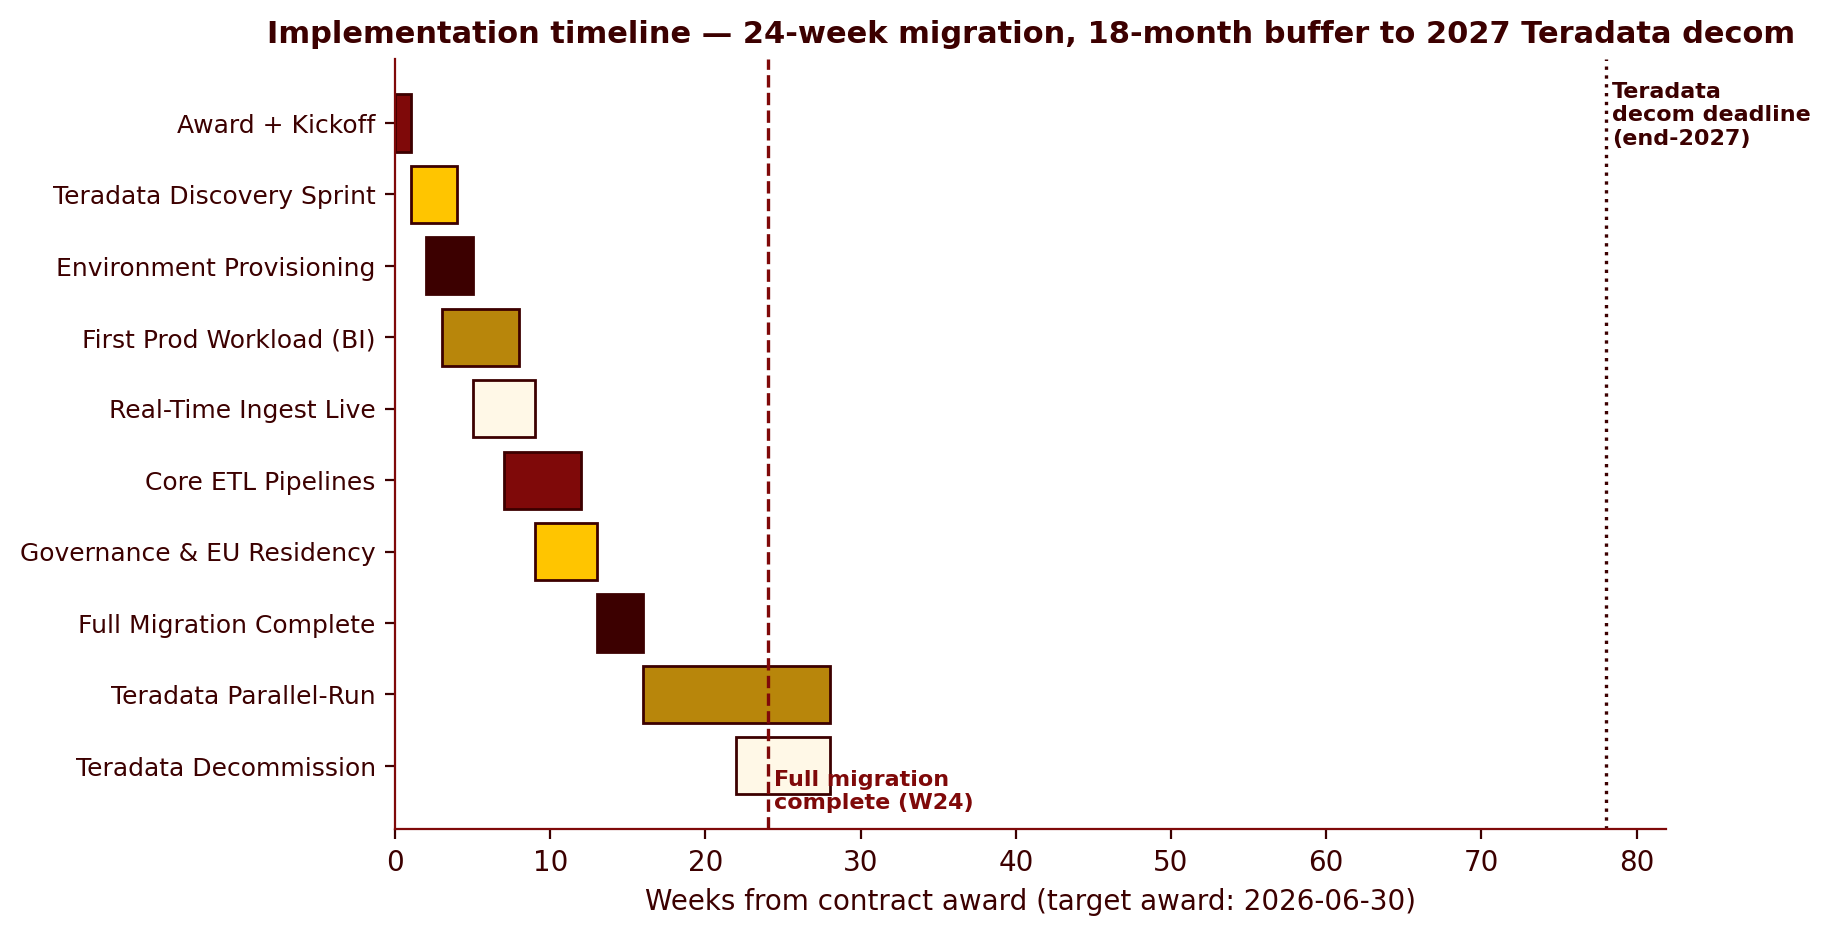 Implementation timeline — 24-week migration, 18-month buffer to 2027 Teradata decom
Teradata
decom deadline
(end-2027)
Award + Kickoff
Teradata Discovery Sprint
Environment Provisioning
First Prod Workload (BI)
Real-Time Ingest Live
Core ETL Pipelines
Governance & EU Residency
Full Migration Complete
Teradata Parallel-Run
Teradata Decommission
Full migration
complete (W24)
0 10 20 30 40 50 60 70 80
Weeks from contract award (target award: 2026-06-30)